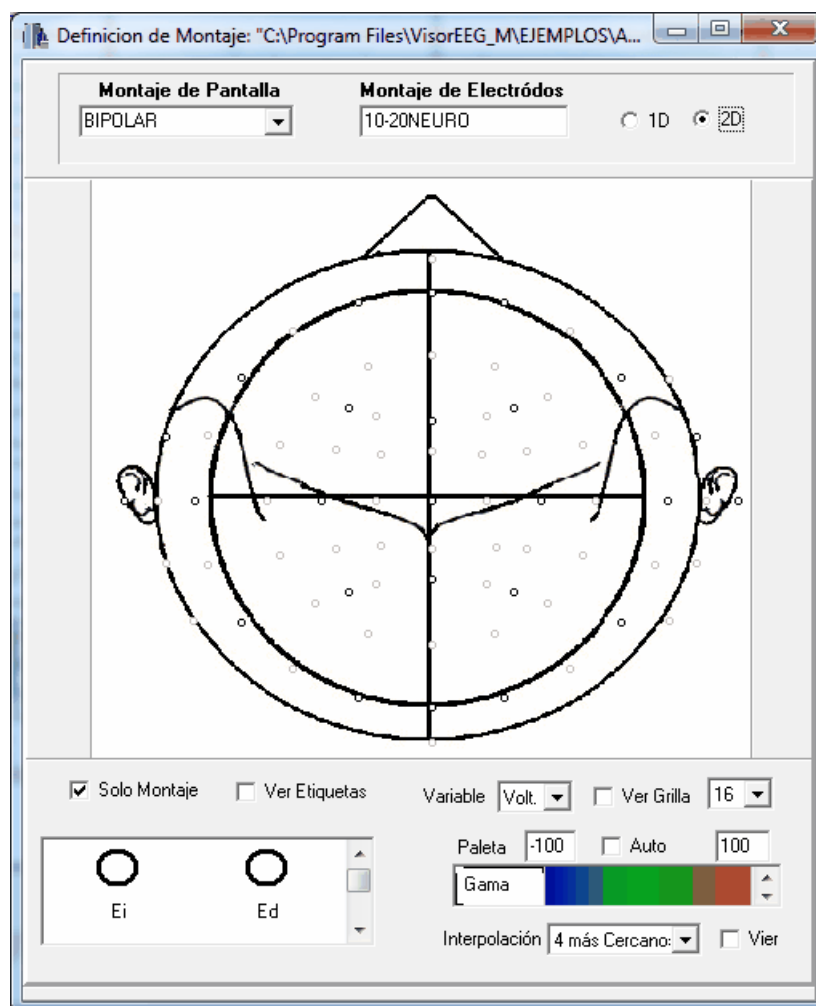 Definicion de Montaje: "C:\Program Files\VisorEEG_M\EJEMPLOS\A...
Montaje de Pantalla
Montaje de Electródos
BIPOLAR
10-20NEURO
1D
2D
Solo Montaje
Ver Etiquetas
Variable
Volt.
Ver Grilla
16
Paleta
-100
Auto
100
Gama
Ei
Ed
Interpolación
4 más Cercano:
Vier